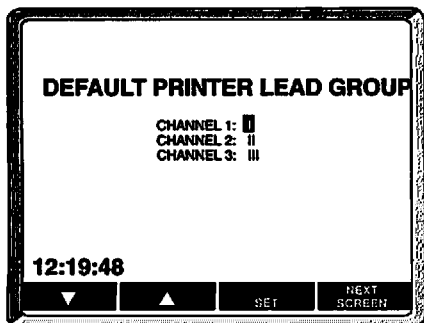 DEFAULT PRINTER LEAD GROUP
CHANNEL 1: I
CHANNEL 2: II
CHANNEL 3: III
12:19:48
▼ ▲ SET NEXT SCREEN